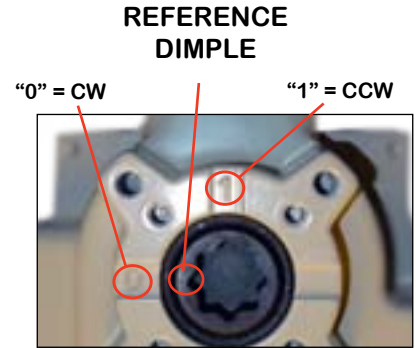 REFERENCE
DIMPLE
“0” = CW
“1” = CCW